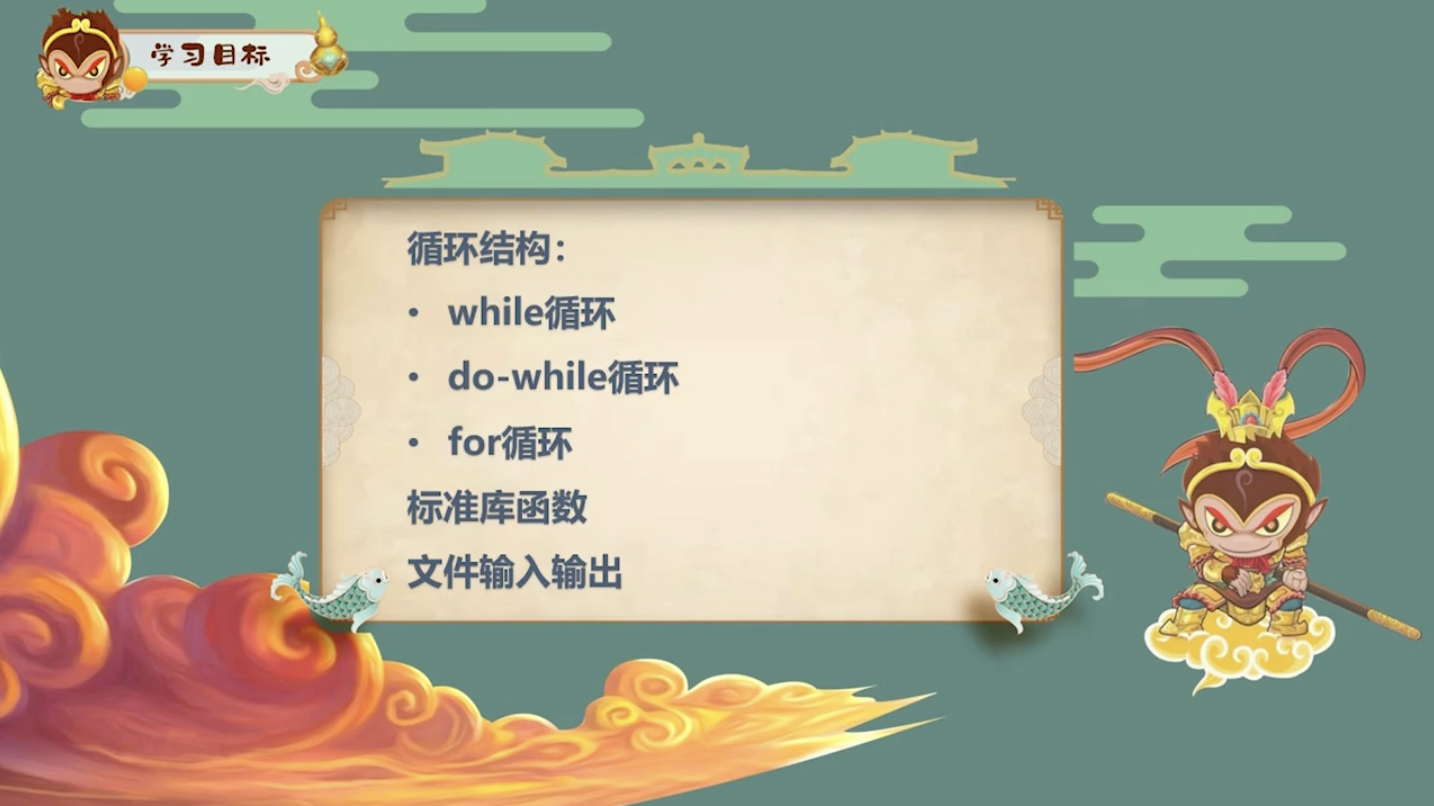 学习目标
循环结构：
• while循环
• do-while循环
• for循环
标准库函数
文件输入输出